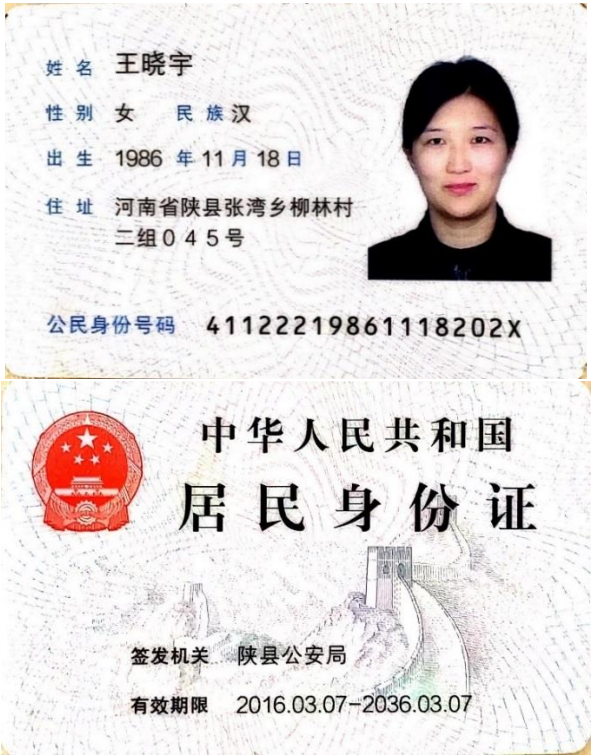 姓名 王晓宇
性别 女 民族 汉
出生 1986 年 11 月 18 日
住址 河南省陕县张湾乡柳林村
二组045号
公民身份号码 41122219861118202X
中华人民共和国
居民身份证
签发机关 陕县公安局
有效期限 2016.03.07-2036.03.07